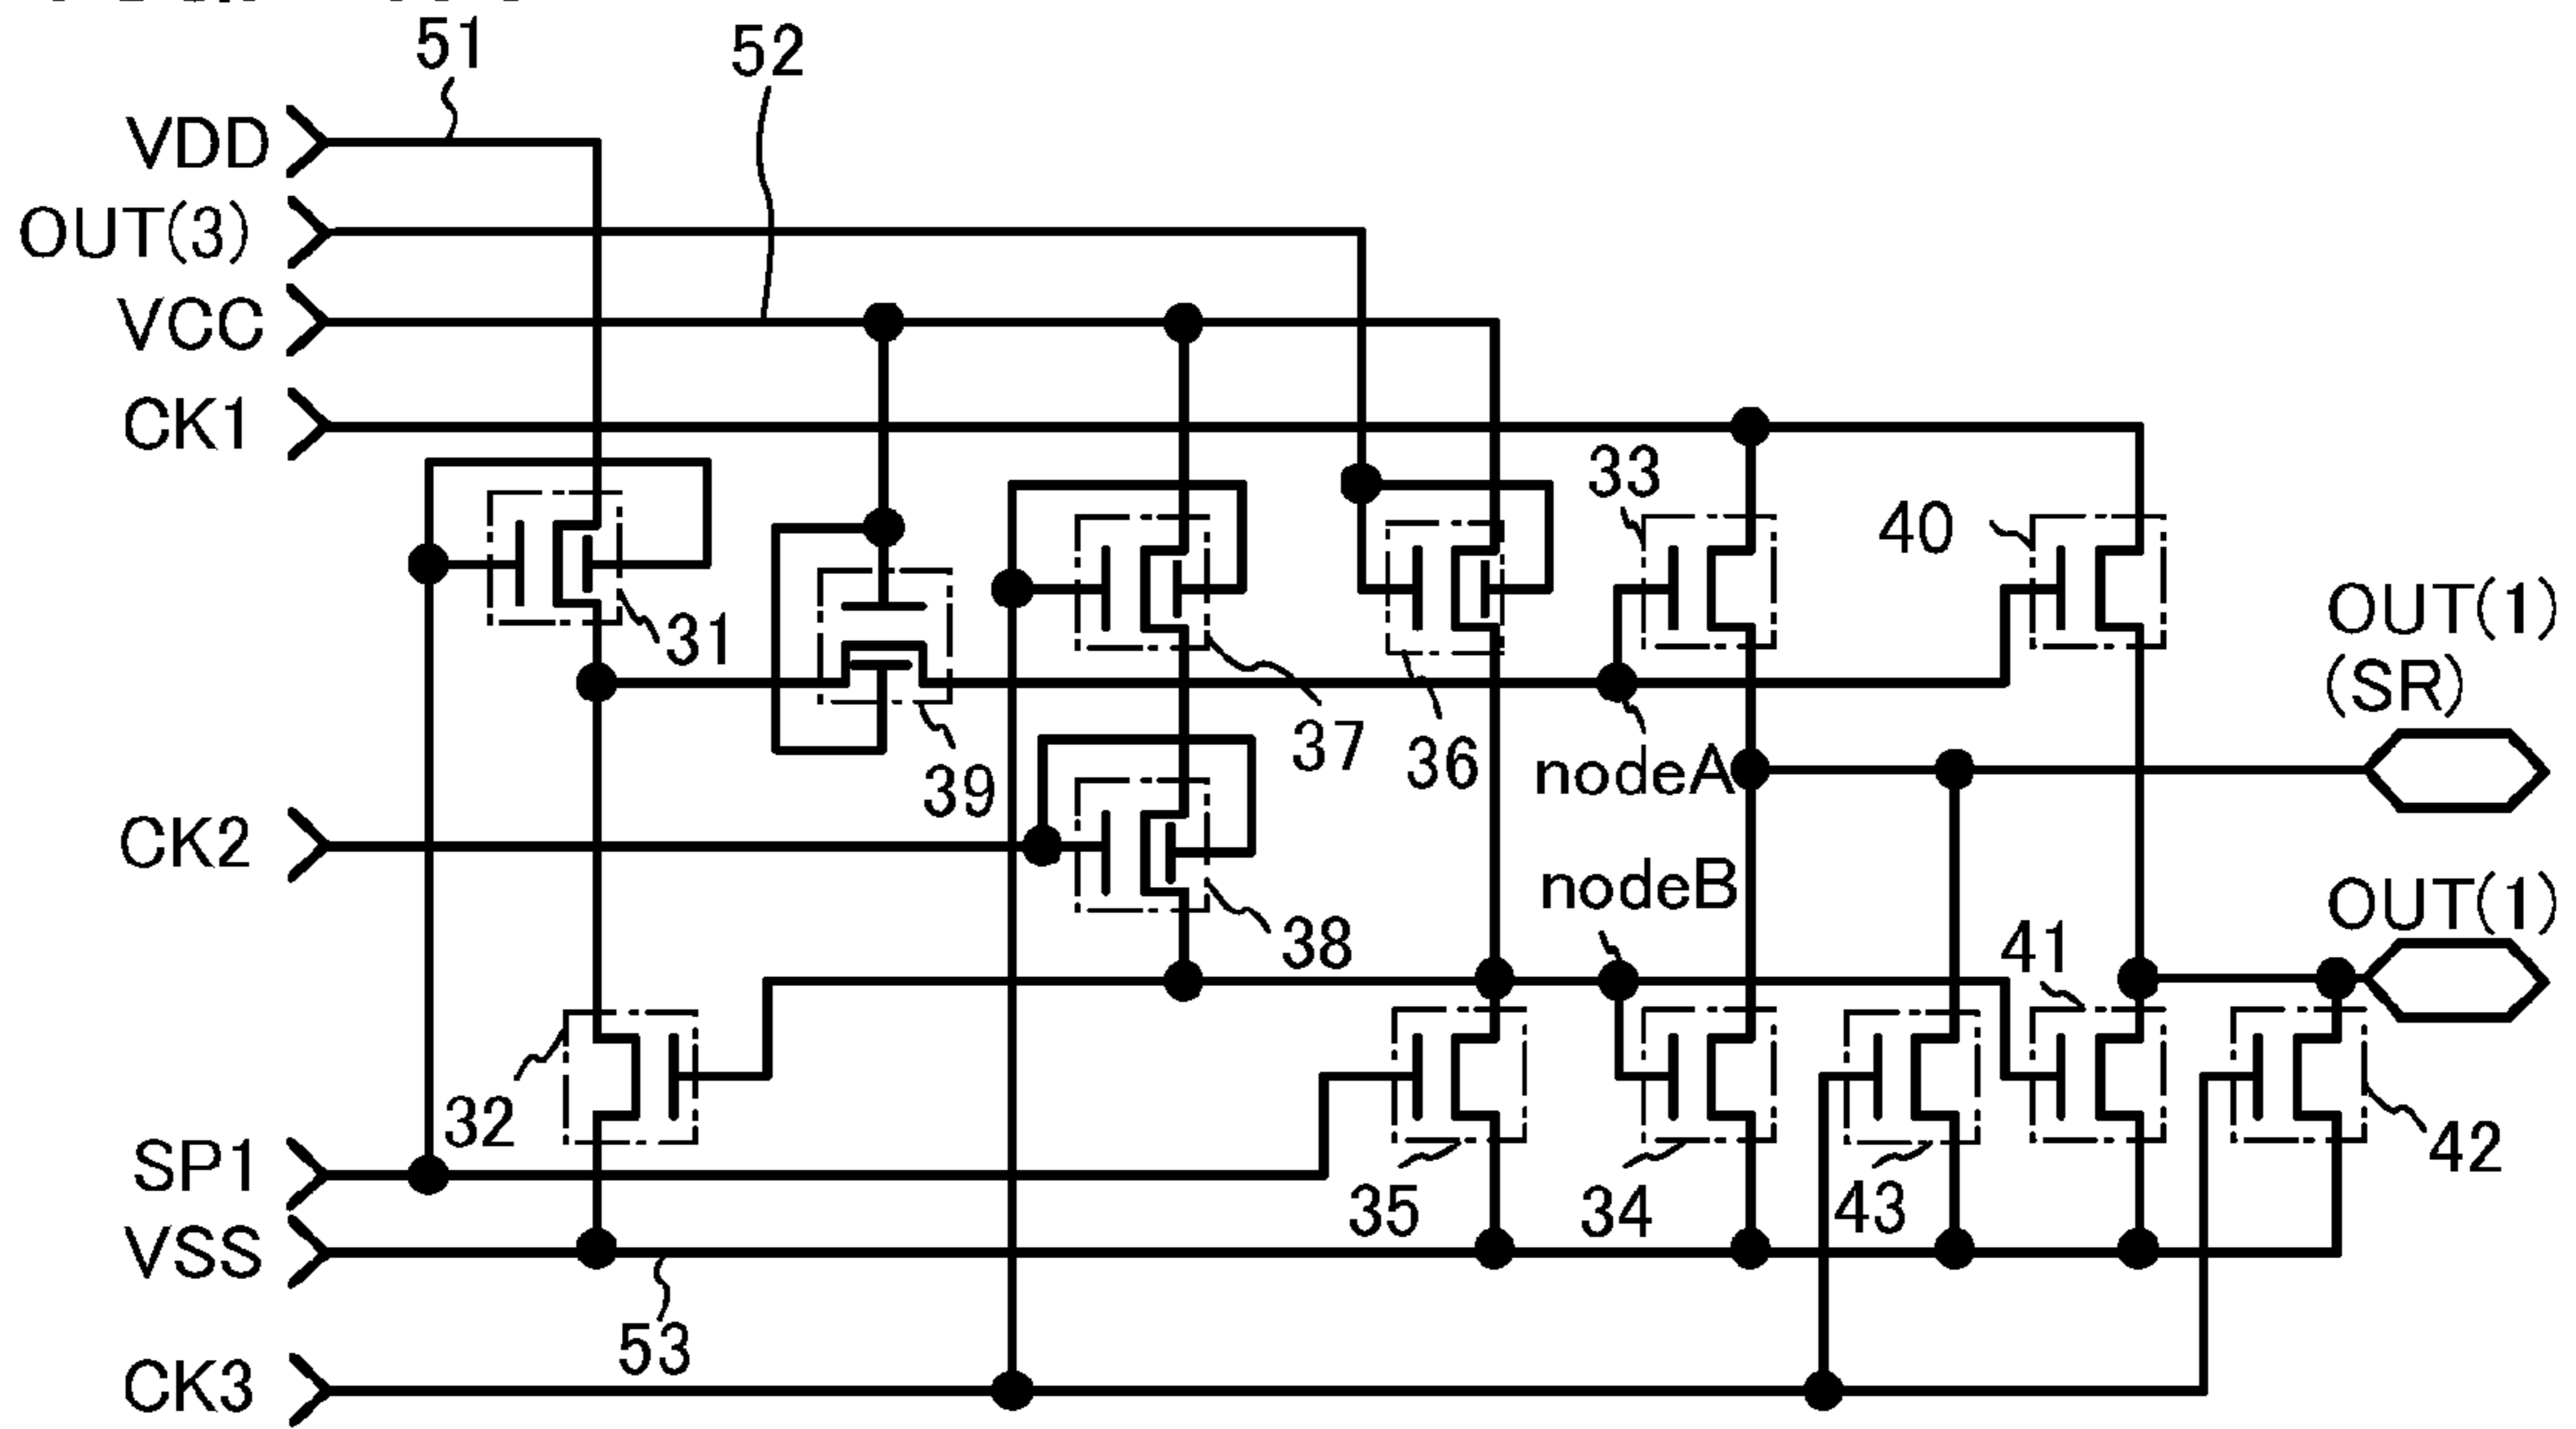 51
52
VDD
OUT(3)
VCC
CK1
33
40
31
OUT(1)
(SR)
37
36
nodeA
39
CK2
nodeB
38
41
OUT(1)
32
SP1
35
34
43
42
VSS
53
CK3